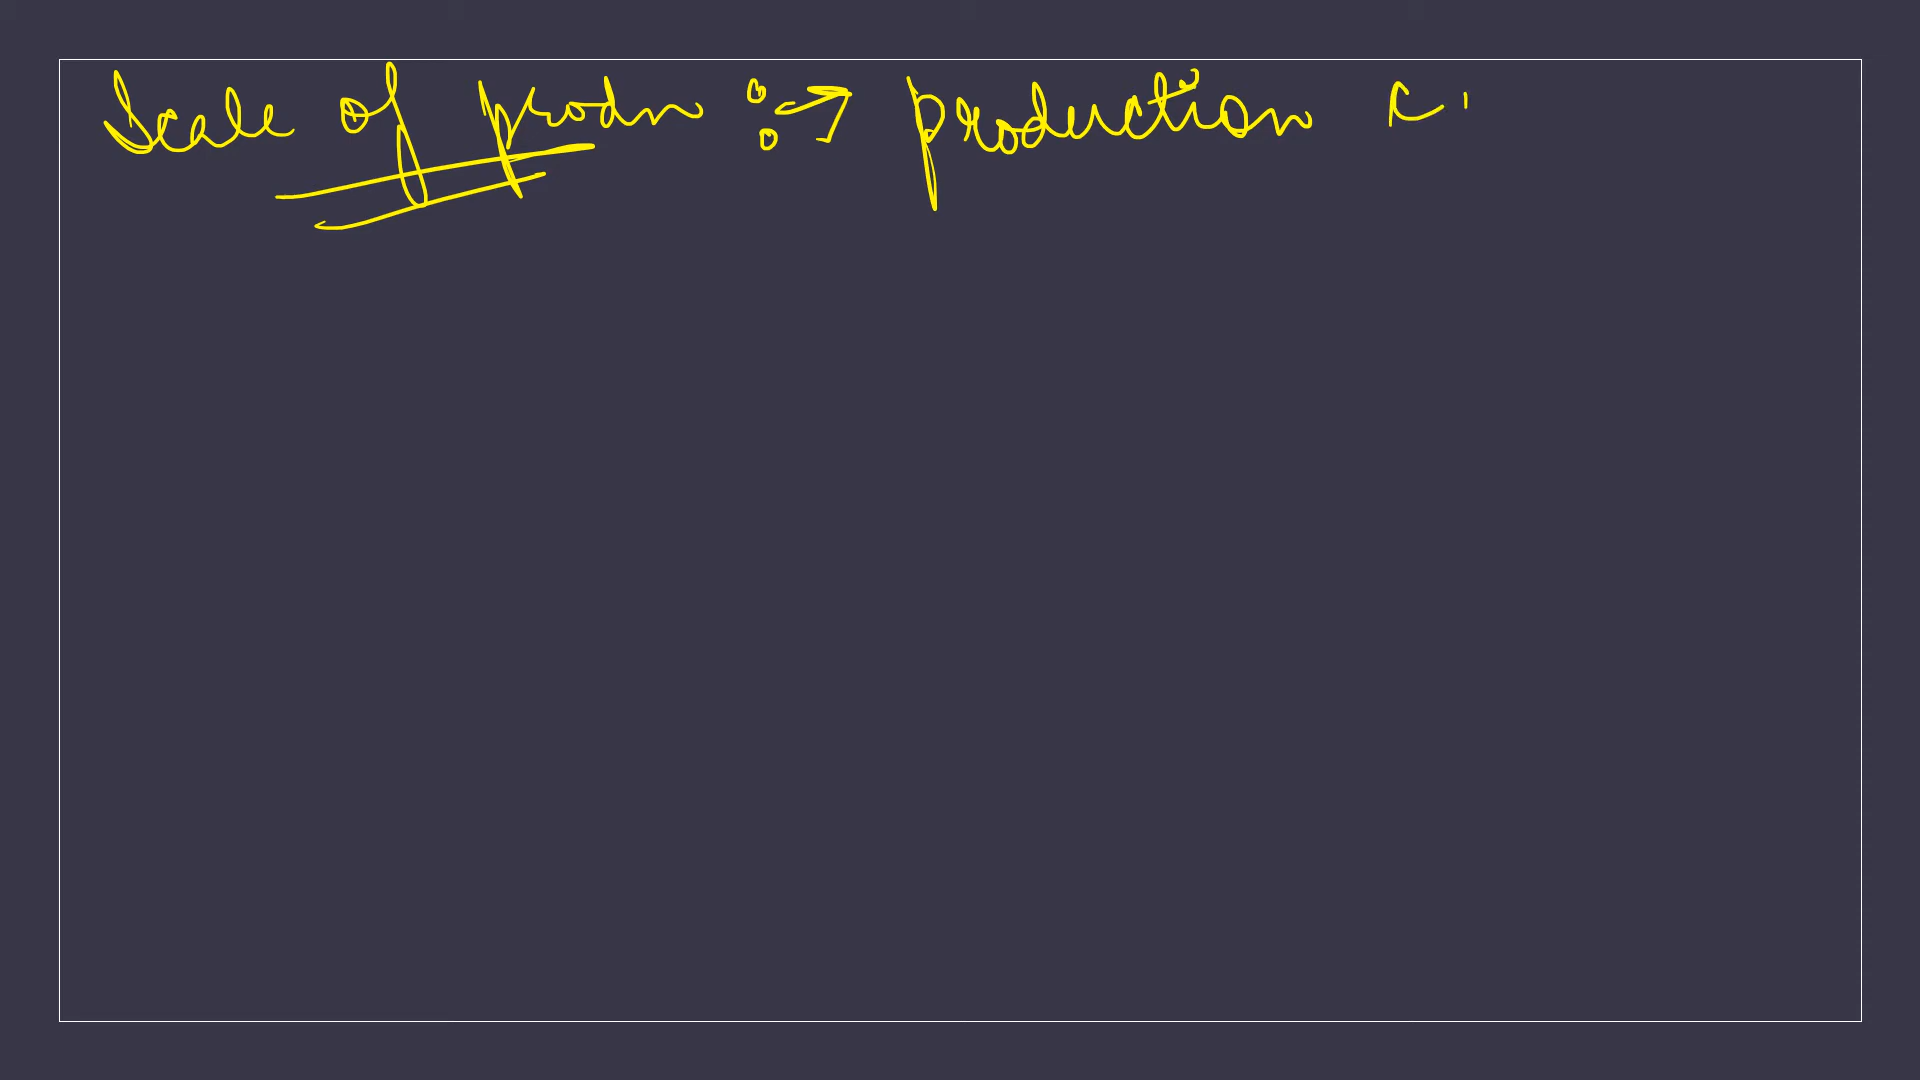 Scale of prodn :→ production